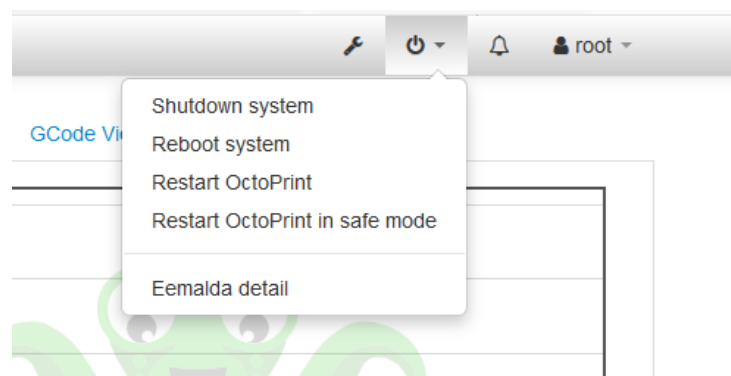 root
Shutdown system
GCode Vi
Reboot system
Restart OctoPrint
Restart OctoPrint in safe mode
Eemalda detail